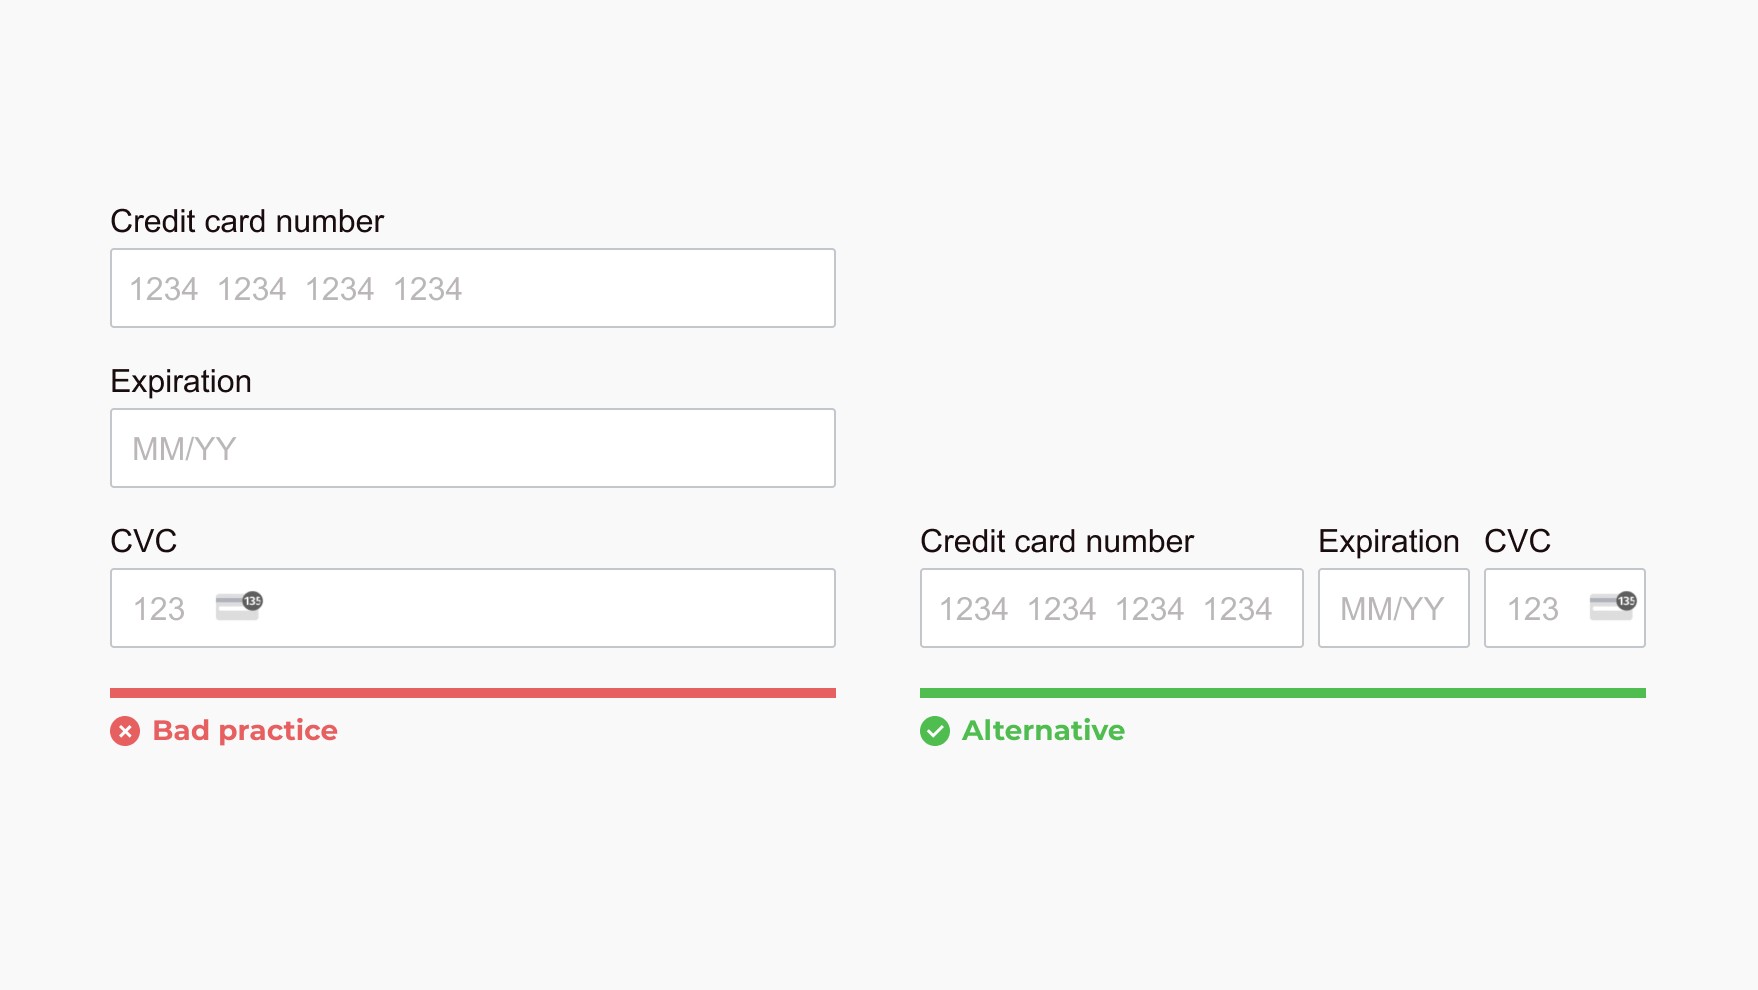 Credit card number
1234 1234 1234 1234
Expiration
MM/YY
CVC
123 135
Bad practice
Credit card number Expiration CVC
1234 1234 1234 1234 MM/YY 123 135
Alternative